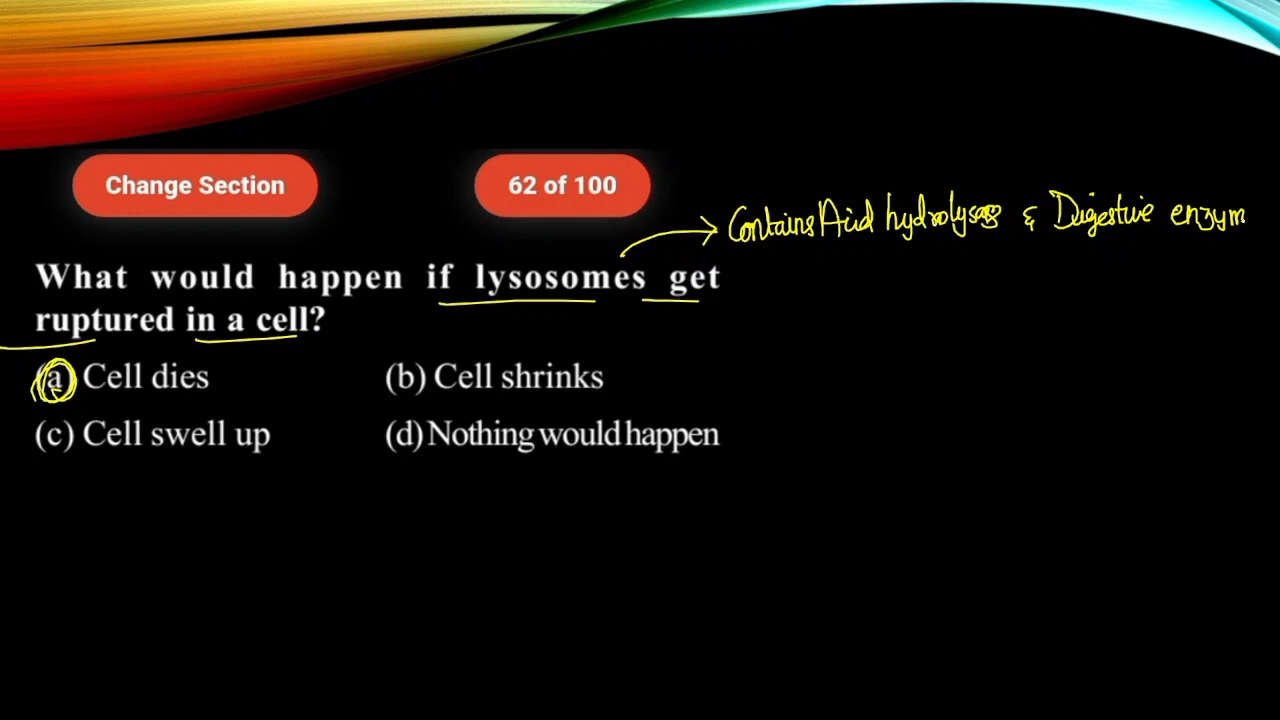 Change Section
62 of 100
Contains Acid hydrolyses & Digestive enzym
What would happen if lysosomes get
ruptured in a cell?
(a) Cell dies
(b) Cell shrinks
(c) Cell swell up
(d) Nothing would happen